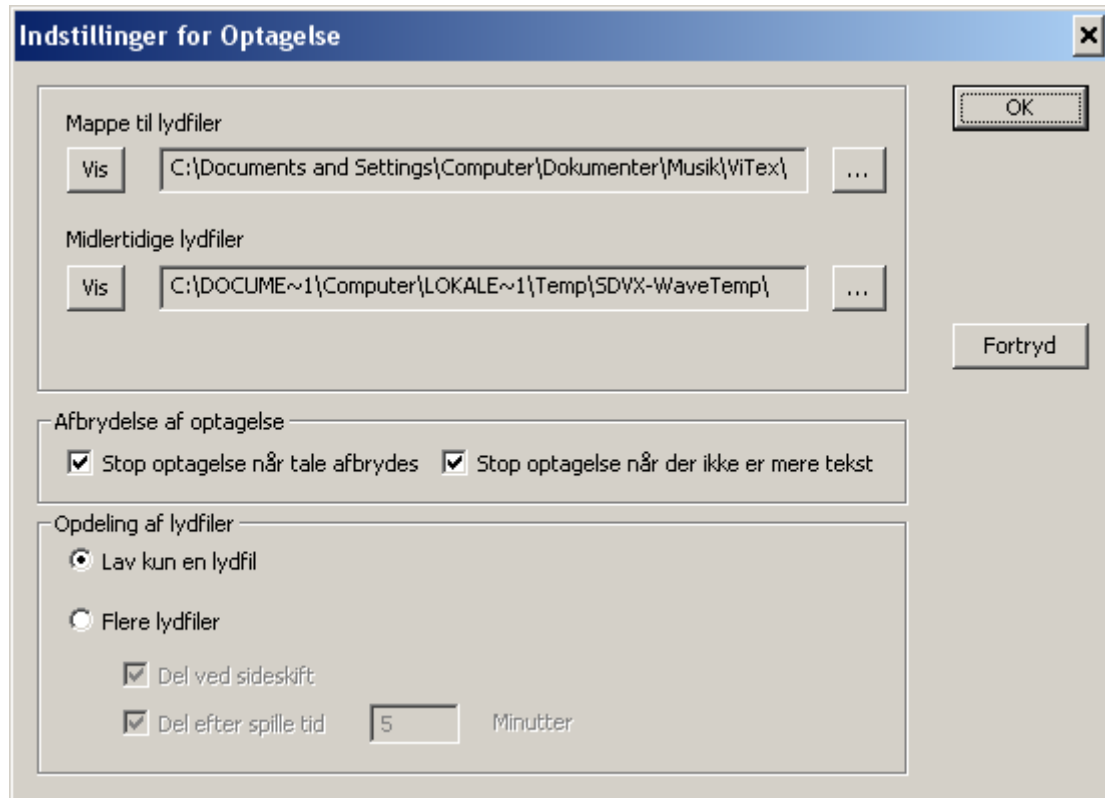 Indstillinger for Optagelse
OK
Mappe til lydfiler
Vis C:\Documents and Settings\Computer\Dokumenter\Musik\ViTex\ ...
Midlertidige lydfiler
Vis C:\DOCUME~1\Computer\LOKALE~1\Temp\SDVX-WaveTemp\ ...
Fortryd
Afbrydelse af optagelse
Stop optagelse når tale afbrydes Stop optagelse når der ikke er mere tekst
Opdeling af lydfiler
Lav kun en lydfil
Flere lydfiler
Del ved sideskift
Del efter spille tid 5 Minutter